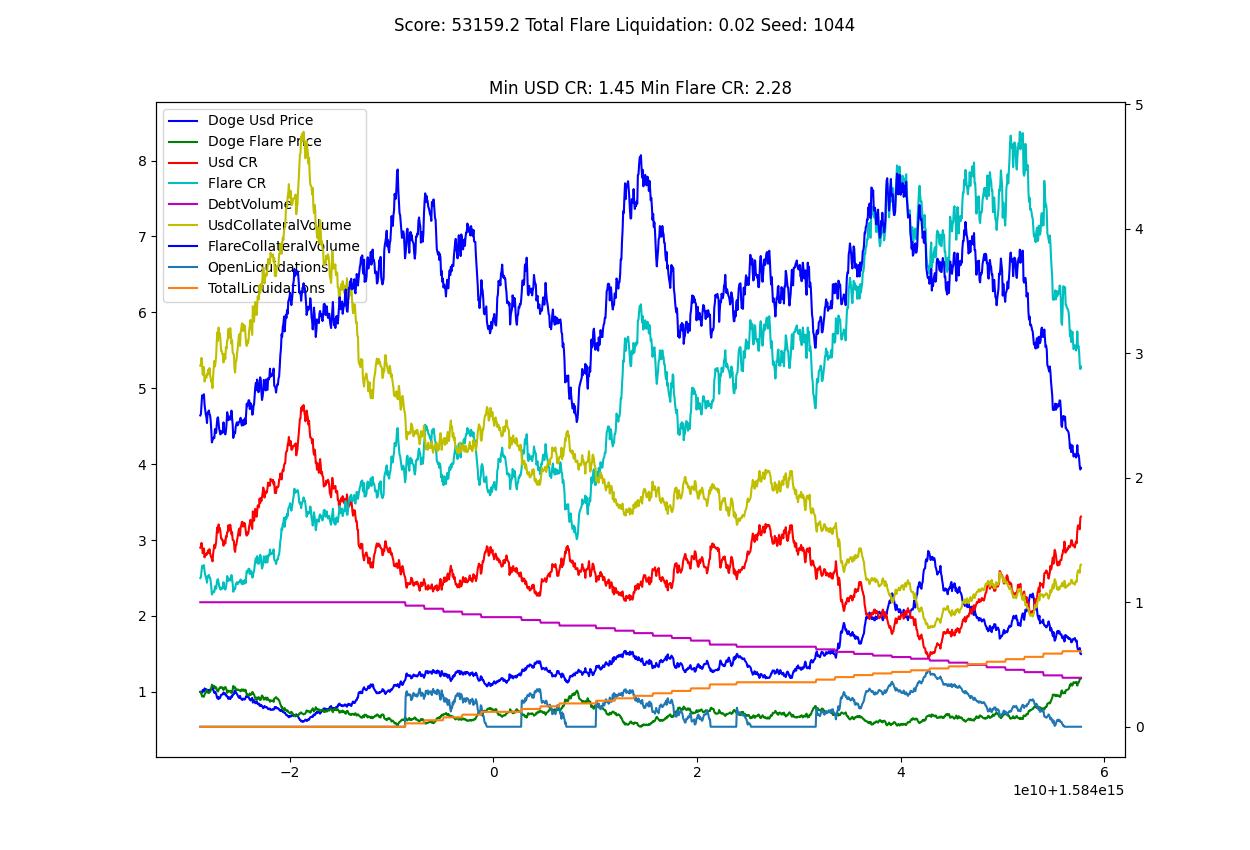 Score: 53159.2 Total Flare Liquidation: 0.02 Seed: 1044
Min USD CR: 1.45 Min Flare CR: 2.28
Doge Usd Price
Doge Flare Price
Usd CR
Flare CR
DebtVolume
UsdCollateralVolume
FlareCollateralVolume
OpenLiquidations
TotalLiquidations
8
7
6
5
4
3
2
1
5
4
3
2
1
0
−2
0
2
4
6
1e10+1.584e15